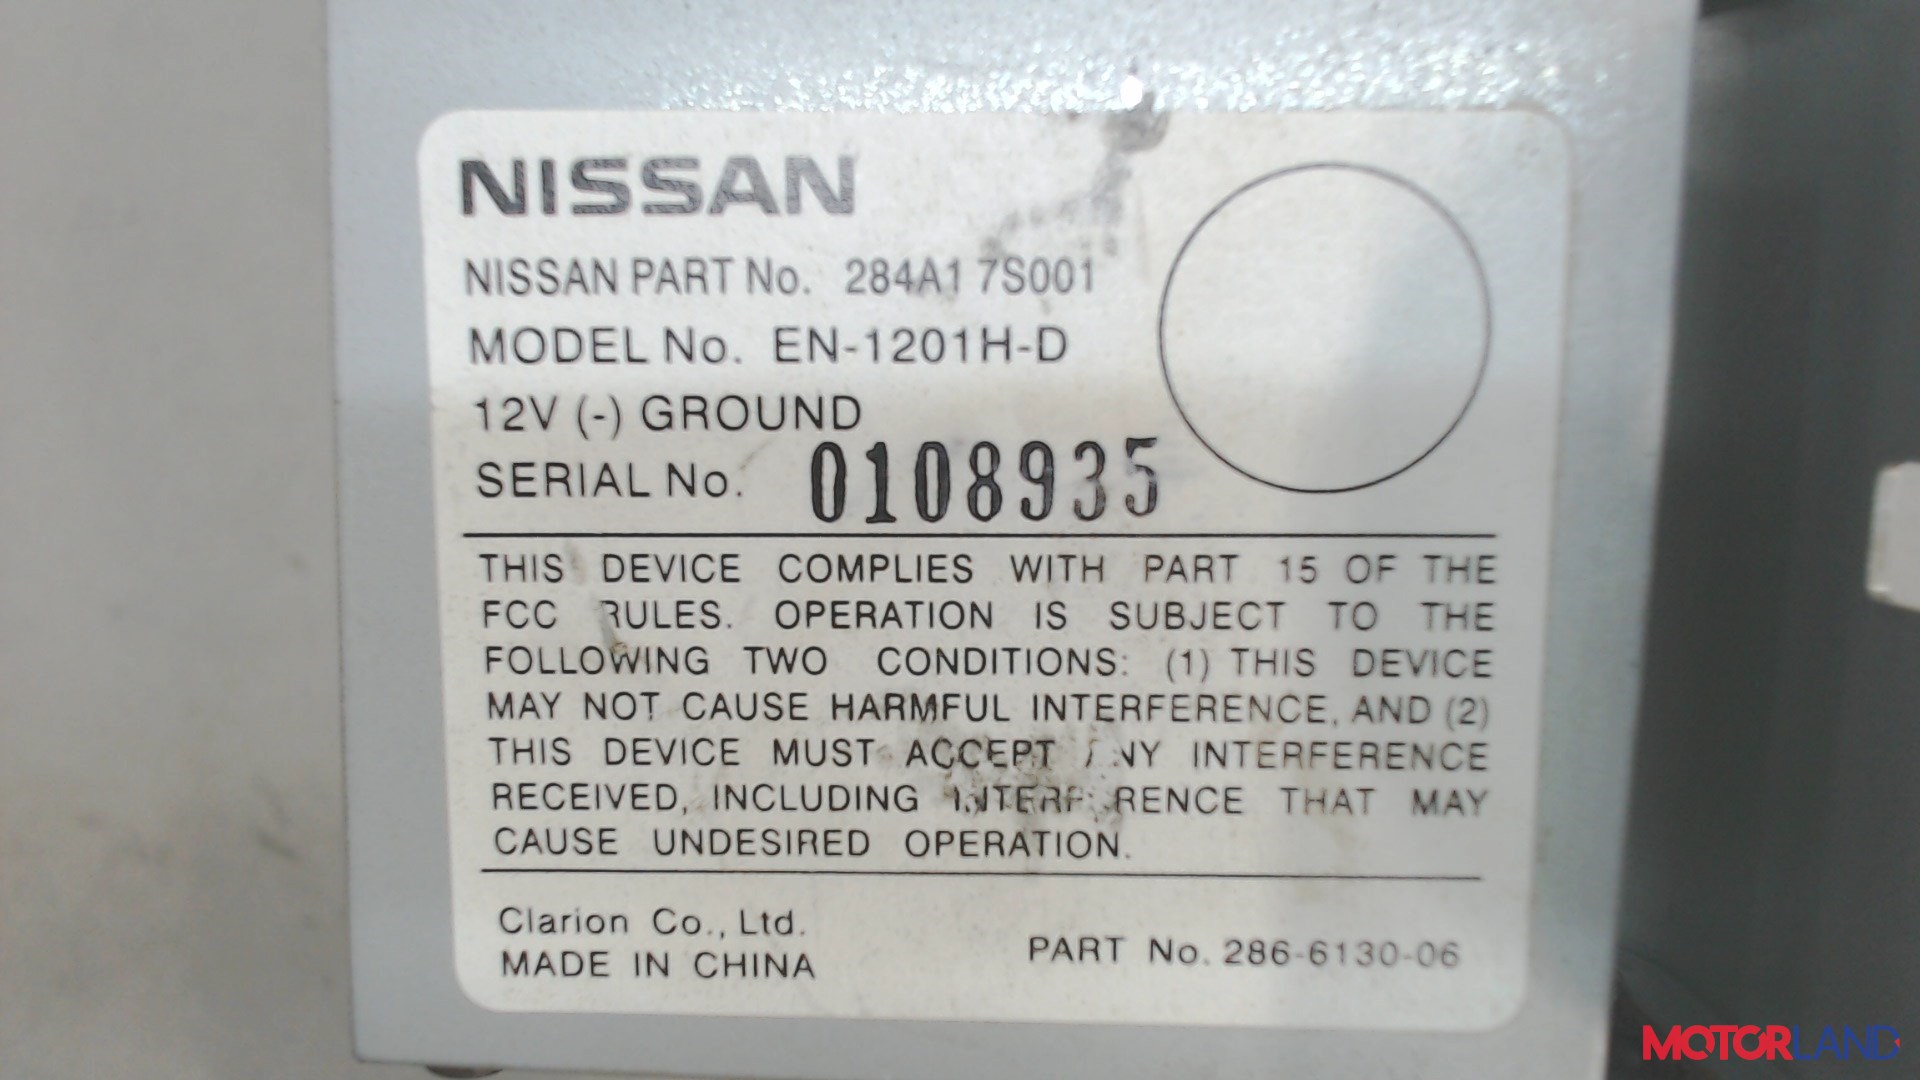 NISSAN
NISSAN PART No. 284A1 7S001
MODEL No. EN-1201H-D
12V (-) GROUND
SERIAL No. 0108935
THIS DEVICE COMPLIES WITH PART 15 OF THE
FCC RULES. OPERATION IS SUBJECT TO THE
FOLLOWING TWO CONDITIONS: (1) THIS DEVICE
MAY NOT CAUSE HARMFUL INTERFERENCE, AND (2)
THIS DEVICE MUST ACCEPT ANY INTERFERENCE
RECEIVED, INCLUDING INTERFERENCE THAT MAY
CAUSE UNDESIRED OPERATION.
Clarion Co., Ltd.
MADE IN CHINA
PART No. 286-6130-06
MOTORLAND